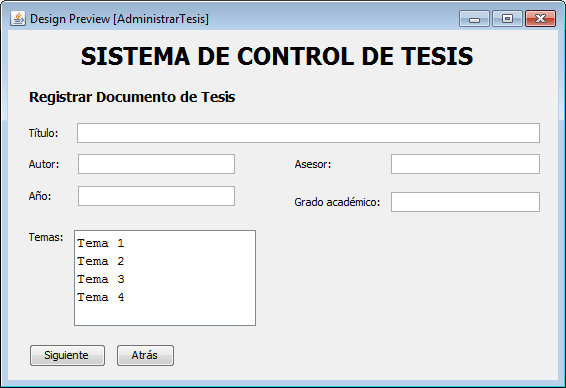 Design Preview [AdministrarTesis]
SISTEMA DE CONTROL DE TESIS
Registrar Documento de Tesis
Título:
Autor: Asesor:
Año: Grado académico:
Temas:
Tema 1
Tema 2
Tema 3
Tema 4
Siguiente Atrás